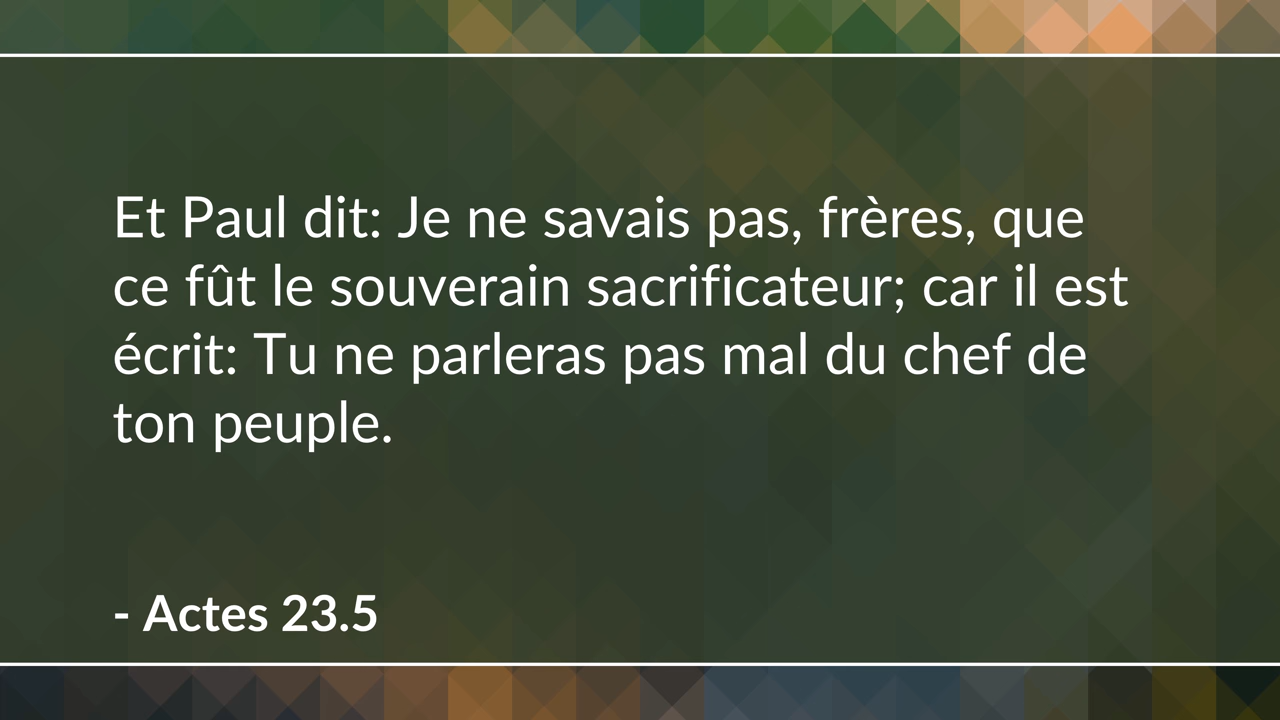 Et Paul dit: Je ne savais pas, frères, que
ce fût le souverain sacrificateur; car il est
écrit: Tu ne parleras pas mal du chef de
ton peuple.
- Actes 23.5